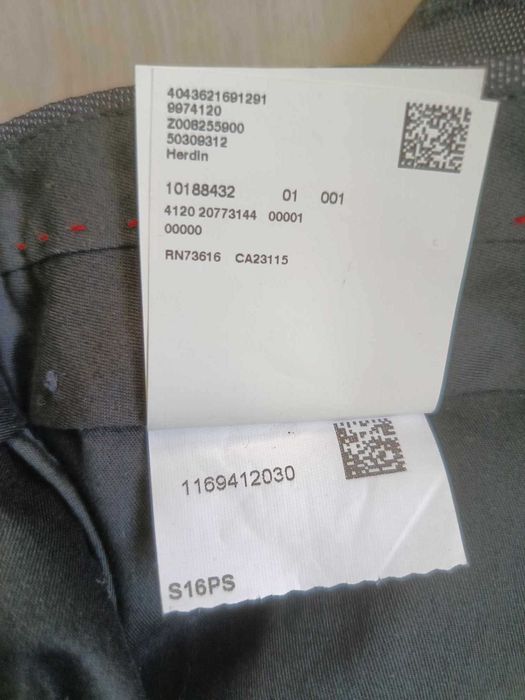 4043621691291
9974120
Z008255900
50309312
Herdin
10188432 01 001
4120 20773144 00001
00000
RN73616 CA23115
1169412030
S16PS